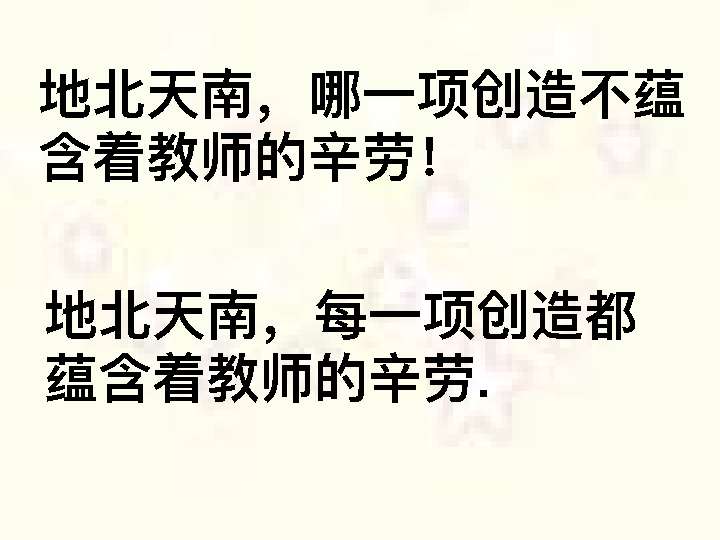 地北天南，哪一项创造不蕴
含着教师的辛劳！
地北天南，每一项创造都
蕴含着教师的辛劳.